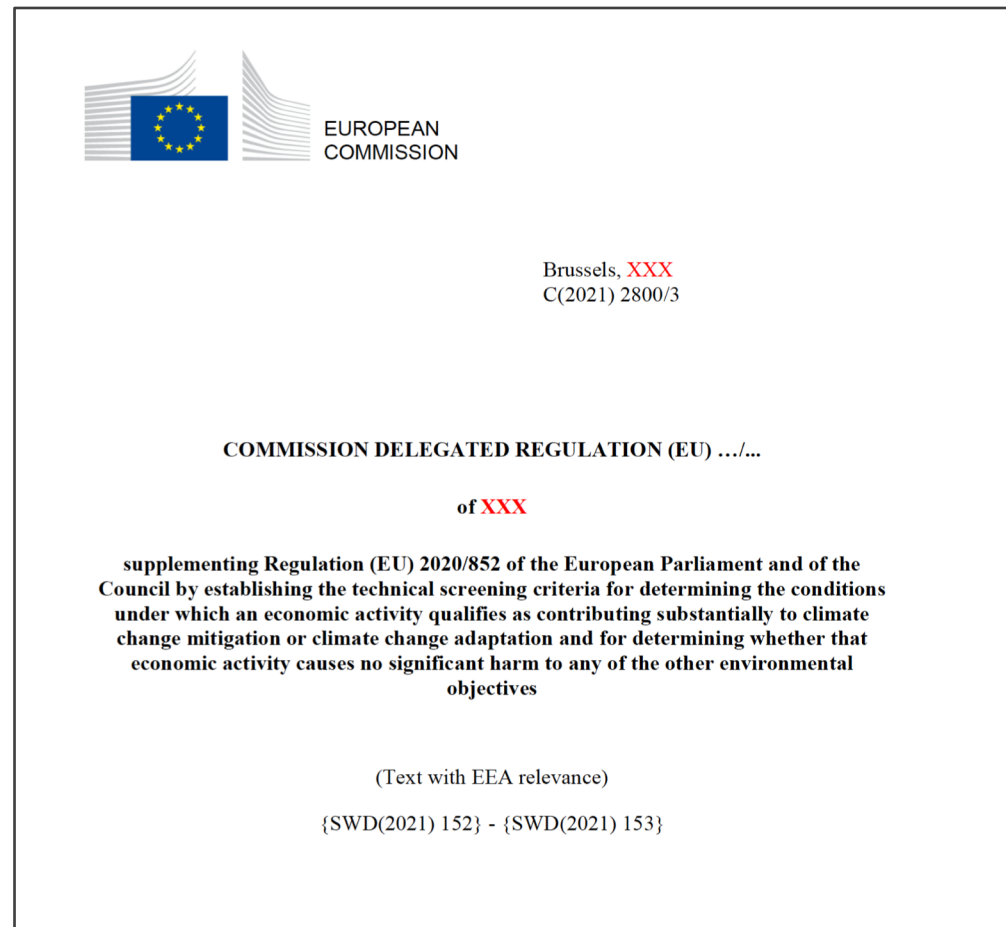 EUROPEAN
COMMISSION
Brussels, XXX
C(2021) 2800/3
COMMISSION DELEGATED REGULATION (EU) …/...
of XXX
supplementing Regulation (EU) 2020/852 of the European Parliament and of the
Council by establishing the technical screening criteria for determining the conditions
under which an economic activity qualifies as contributing substantially to climate
change mitigation or climate change adaptation and for determining whether that
economic activity causes no significant harm to any of the other environmental
objectives
(Text with EEA relevance)
{SWD(2021) 152} - {SWD(2021) 153}